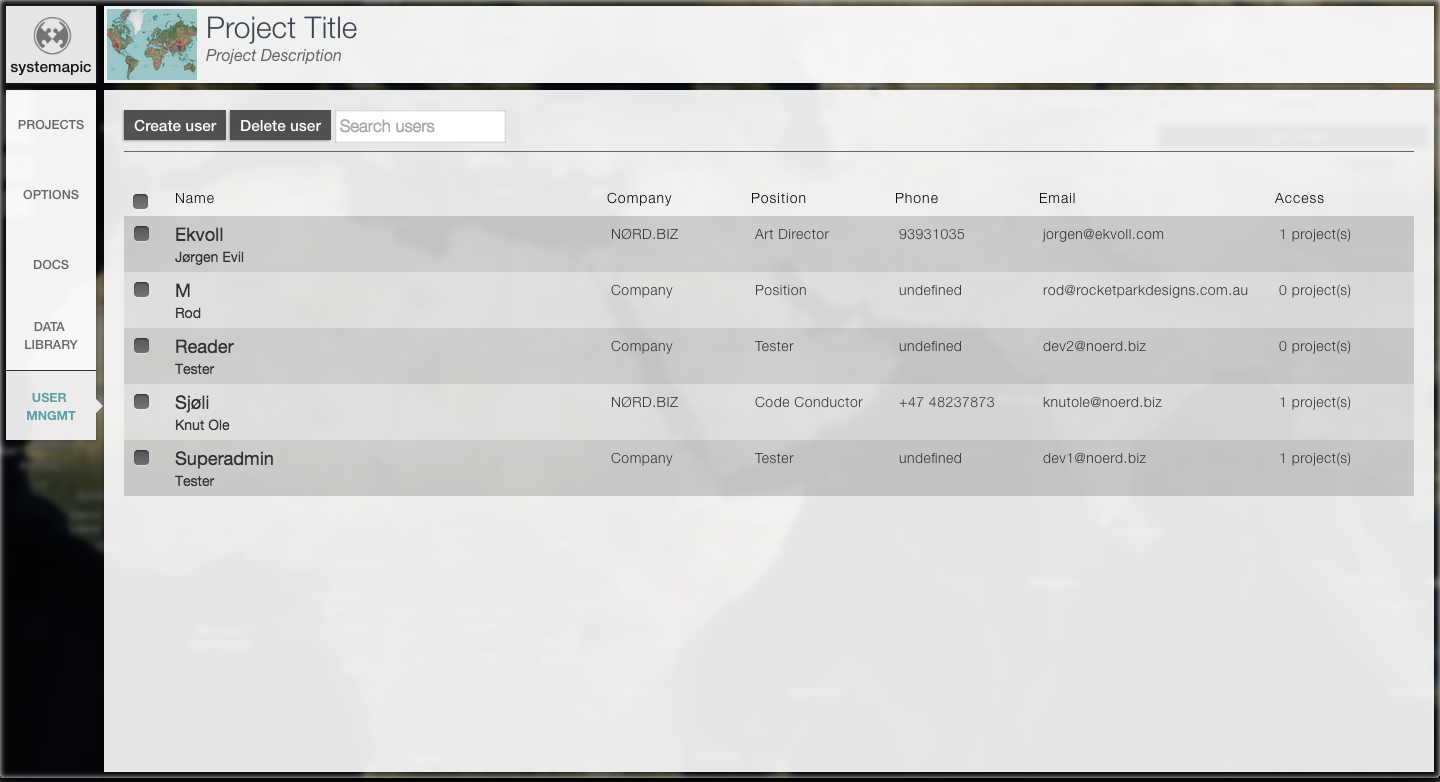 systemapic
Project Title
Project Description
PROJECTS
OPTIONS
DOCS
DATA
LIBRARY
USER
MNGMT
Create user Delete user Search users
Name Company Position Phone Email Access
Ekvoll NØRD.BIZ Art Director 93931035 jorgen@ekvoll.com 1 project(s)
Jørgen Evil
M Company Position undefined rod@rocketparkdesigns.com.au 0 project(s)
Rod
Reader Company Tester undefined dev2@noerd.biz 0 project(s)
Tester
Sjøli NØRD.BIZ Code Conductor +47 48237873 knutole@noerd.biz 1 project(s)
Knut Ole
Superadmin Company Tester undefined dev1@noerd.biz 1 project(s)
Tester